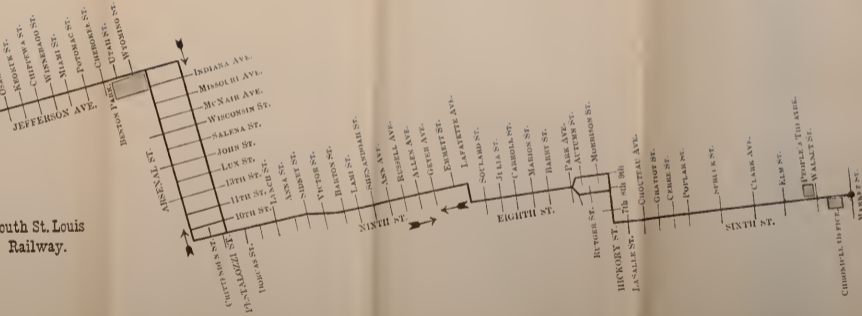 KEOKUK ST.
CHIPPEWA ST.
WINNEBAGO ST.
MIAMI ST.
POTOMAC ST.
CHEROKEE ST.
UTAH ST.
WYOMING ST.
JEFFERSON AVE.
BENTON PARK.
INDIANA AVE.
MISSOURI AVE.
McNAIR AVE.
WISCONSIN ST.
SALENA ST.
JOHN ST.
LUX ST.
13TH ST.
11TH ST.
10TH ST.
ARSENAL ST.
outh St. Louis
Railway.
CRITTENDEN ST.
PESTALOZZI ST.
DORCAS ST.
LYNCH ST.
ANNA ST.
SIDNEY ST.
VICTOR ST.
BARTON ST.
LAMI ST.
ANN AVE.
RUSSELL AVE.
ALLEN AVE.
GEYER AVE.
EMMETT ST.
LAFAYETTE AVE.
NINTH ST.
SOULARD ST.
JULIA ST.
CARROLL ST.
MARION ST.
BARRY ST.
PARK AVE.
AUTUMN ST.
MORRISON ST.
EIGHTH ST.
RUTGER ST.
HICKORY ST.
LASALLE ST.
7th 8th 9th
CHOUTEAU AVE.
GRATIOT ST.
CERRE ST.
POPLAR ST.
SPRUCE ST.
CLARK AVE.
ELM ST.
PEOPLE'S THEATRE.
WALNUT ST.
SIXTH ST.
CHRONICLE OFFICE.
MARKET ST.